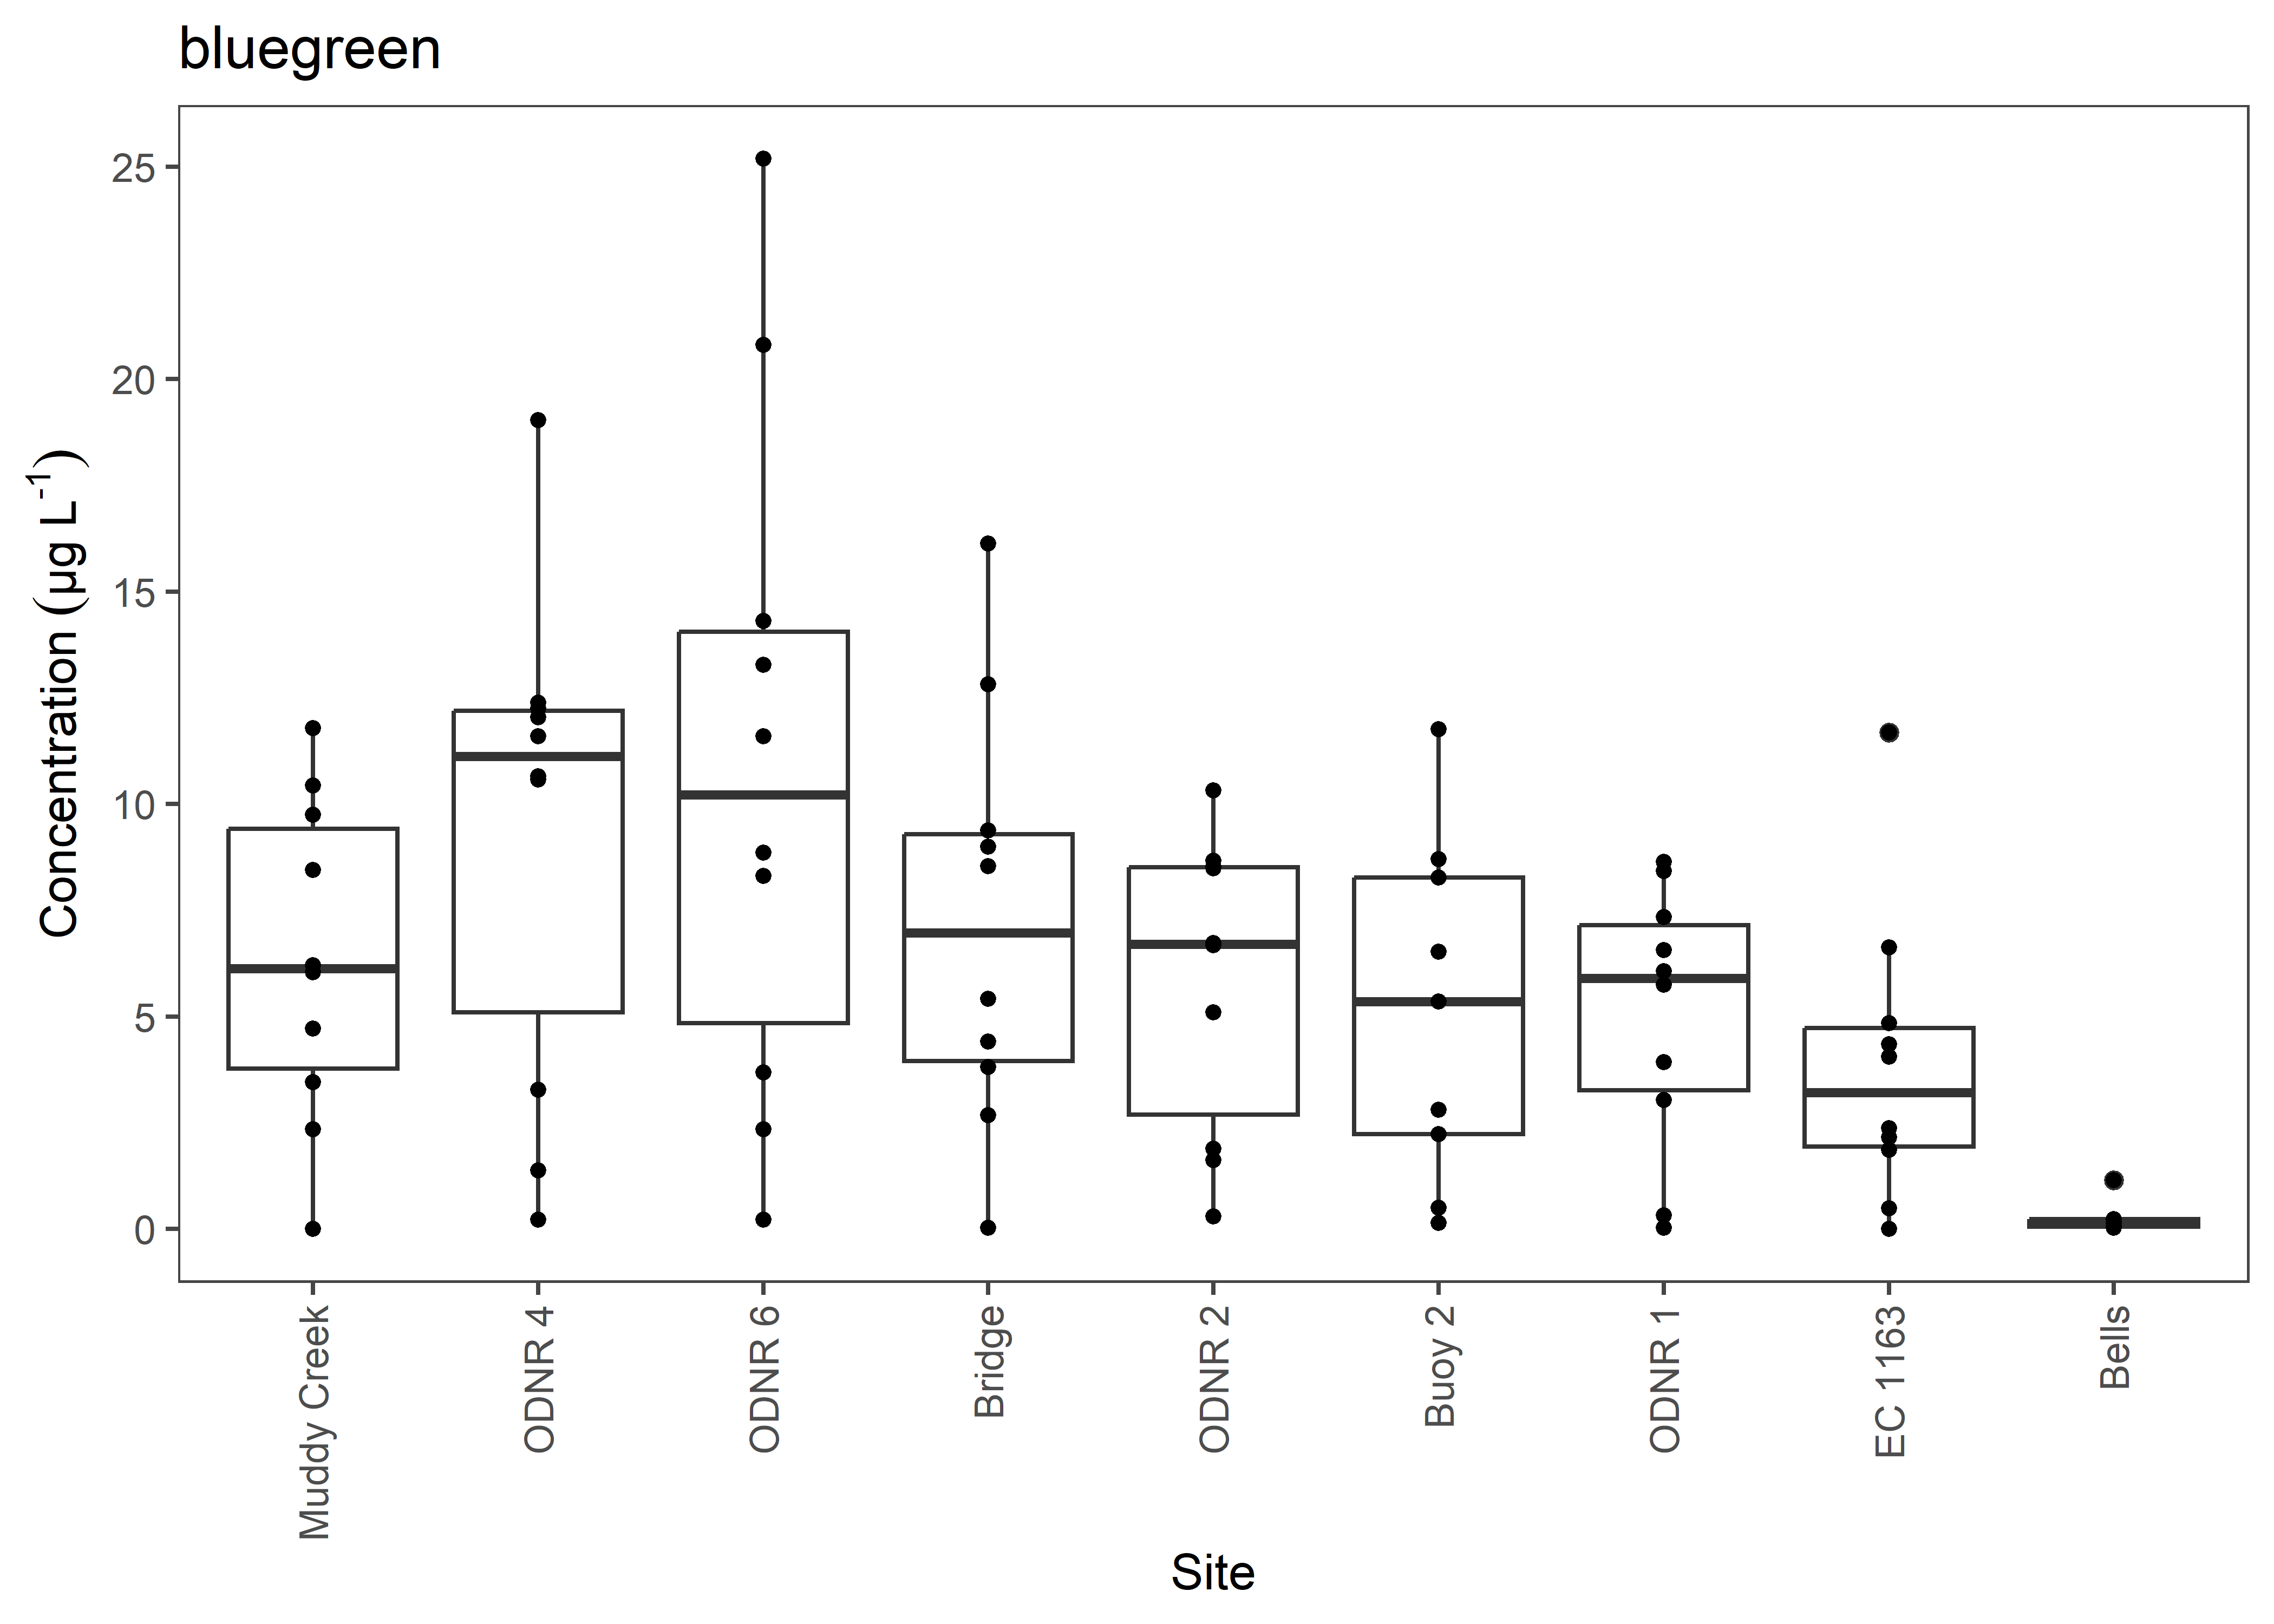 bluegreen
Concentration (µg L-1)
25
20
15
10
5
0
Muddy Creek
ODNR 4
ODNR 6
Bridge
ODNR 2
Buoy 2
ODNR 1
EC 1163
Bells
Site